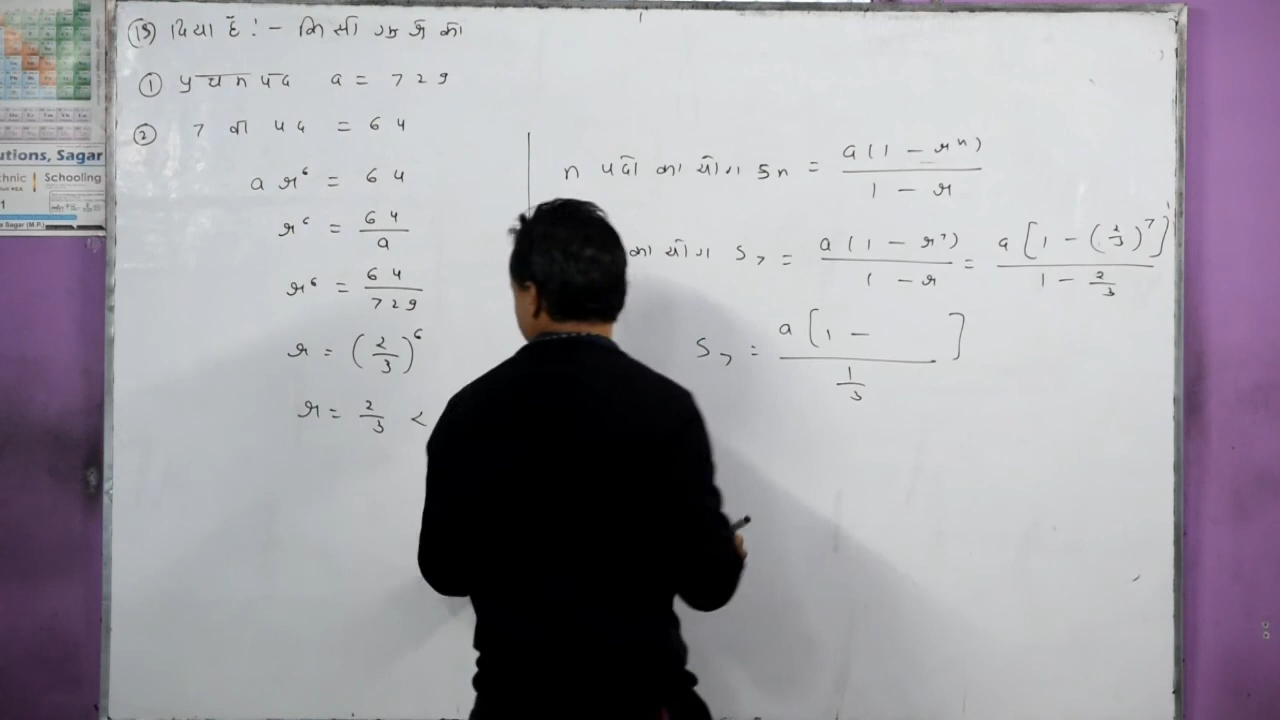 utions, Sagar
Schooling
Sagar (M.P.)
(15) दिया है :- किसी गु. श्रे. का
① प्रथम पद a = 729
② 7 वां पद = 64
a r⁶ = 64
r⁶ = 64/a
r⁶ = 64/729
r = (2/3)⁶
r = 2/3 <
n पदों का योग Sn = a(1 - rⁿ)/1 - r
का योग S₇ = a(1 - r⁷)/1 - r = a[1 - (2/3)⁷]/1 - 2/3
S₇ = a[1 - ]/1/3